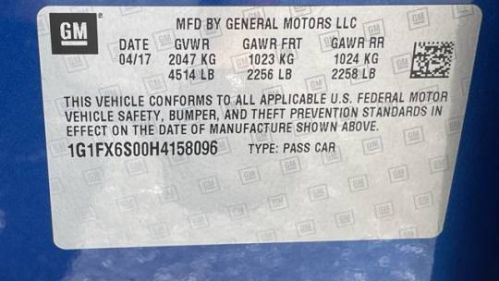 GM
MFD BY GENERAL MOTORS LLC
DATE GVWR GAWR FRT GAWR RR
04/17 2047 KG 1023 KG 1024 KG
4514 LB 2256 LB 2258 LB
THIS VEHICLE CONFORMS TO ALL APPLICABLE U.S. FEDERAL MOTOR
VEHICLE SAFETY, BUMPER, AND THEFT PREVENTION STANDARDS IN
EFFECT ON THE DATE OF MANUFACTURE SHOWN ABOVE.
1G1FX6S00H4158096 TYPE: PASS CAR